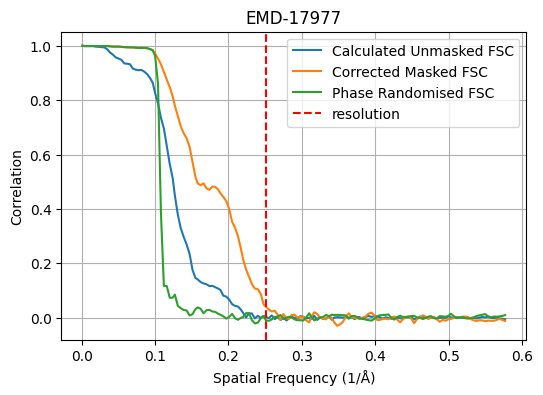 EMD-17977
Correlation
1.0
0.8
0.6
0.4
0.2
0.0
Calculated Unmasked FSC
Corrected Masked FSC
Phase Randomised FSC
resolution
0.0 0.1 0.2 0.3 0.4 0.5 0.6
Spatial Frequency (1/Å)